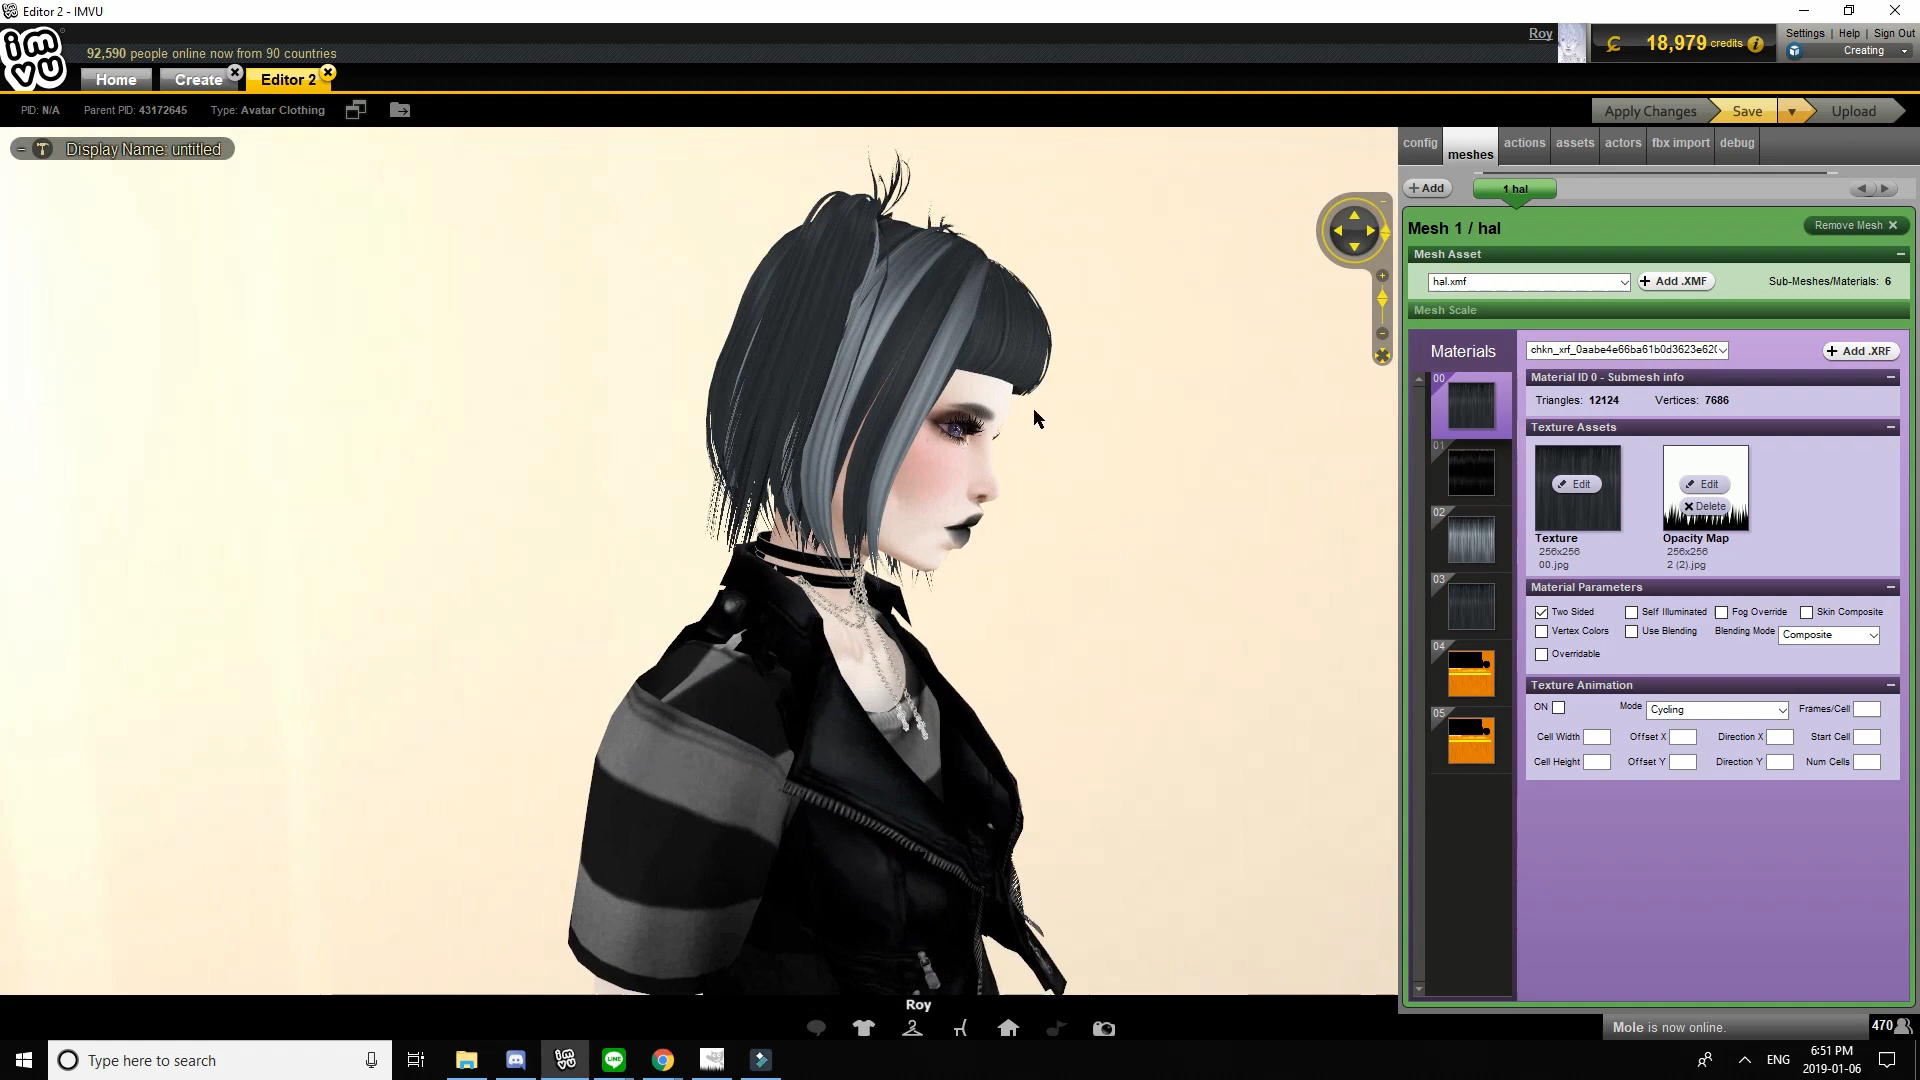 Editor 2 - IMVU
imvu
92,590 people online now from 90 countries
Roy
18,979 credits
Settings | Help | Sign Out
Creating
Home
Create
Editor 2
PID: N/A
Parent PID: 43172645
Type: Avatar Clothing
Apply Changes
Save
Upload
Display Name: untitled
config
meshes
actions
assets
actors
fbx import
debug
+ Add
1 hal
Mesh 1 / hal
Remove Mesh
Mesh Asset
hal.xmf
+ Add .XMF
Sub-Meshes/Materials: 6
Mesh Scale
Materials
chkn_xrf_0aabe4e66ba61b0d3623e62(
+ Add .XRF
00
01
02
03
04
05
Material ID 0 - Submesh info
Triangles: 12124
Vertices: 7686
Texture Assets
Edit
Edit
Delete
Texture
256x256
00.jpg
Opacity Map
256x256
2 (2).jpg
Material Parameters
Two Sided
Self Illuminated
Fog Override
Skin Composite
Vertex Colors
Use Blending
Blending Mode
Composite
Overridable
Texture Animation
ON
Mode
Cycling
Frames/Cell
Cell Width
Offset X
Direction X
Start Cell
Cell Height
Offset Y
Direction Y
Num Cells
Roy
Mole is now online.
470
Type here to search
imvu
LINE
ENG
6:51 PM
2019-01-06